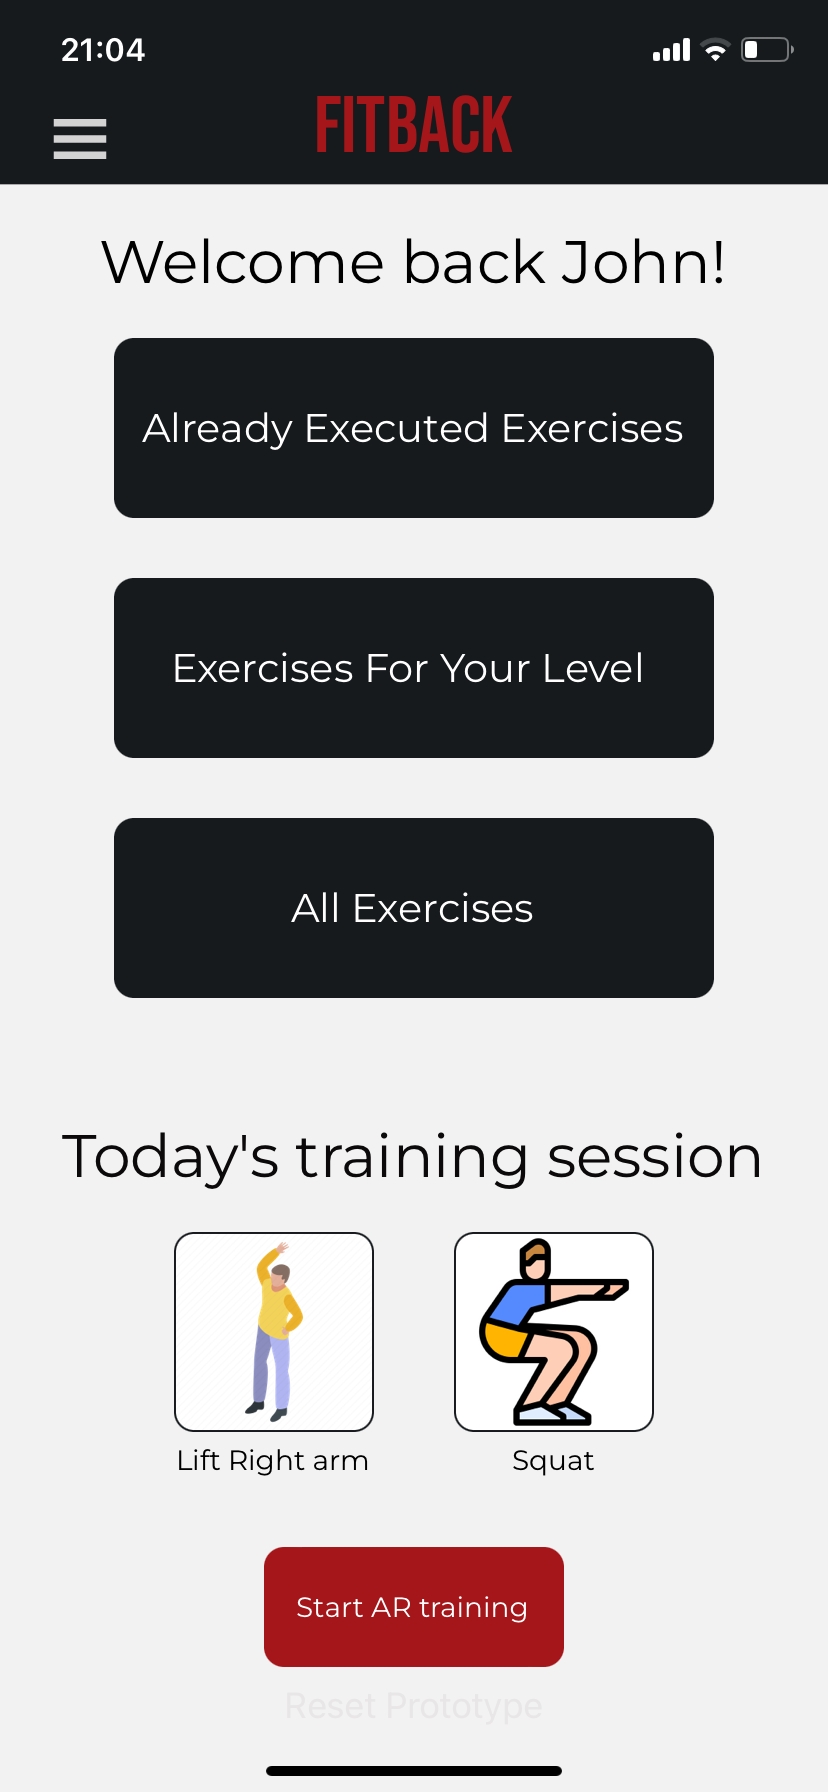 21:04
FITBACK
Welcome back John!
Already Executed Exercises
Exercises For Your Level
All Exercises
Today's training session
Lift Right arm
Squat
Start AR training
Reset Prototype